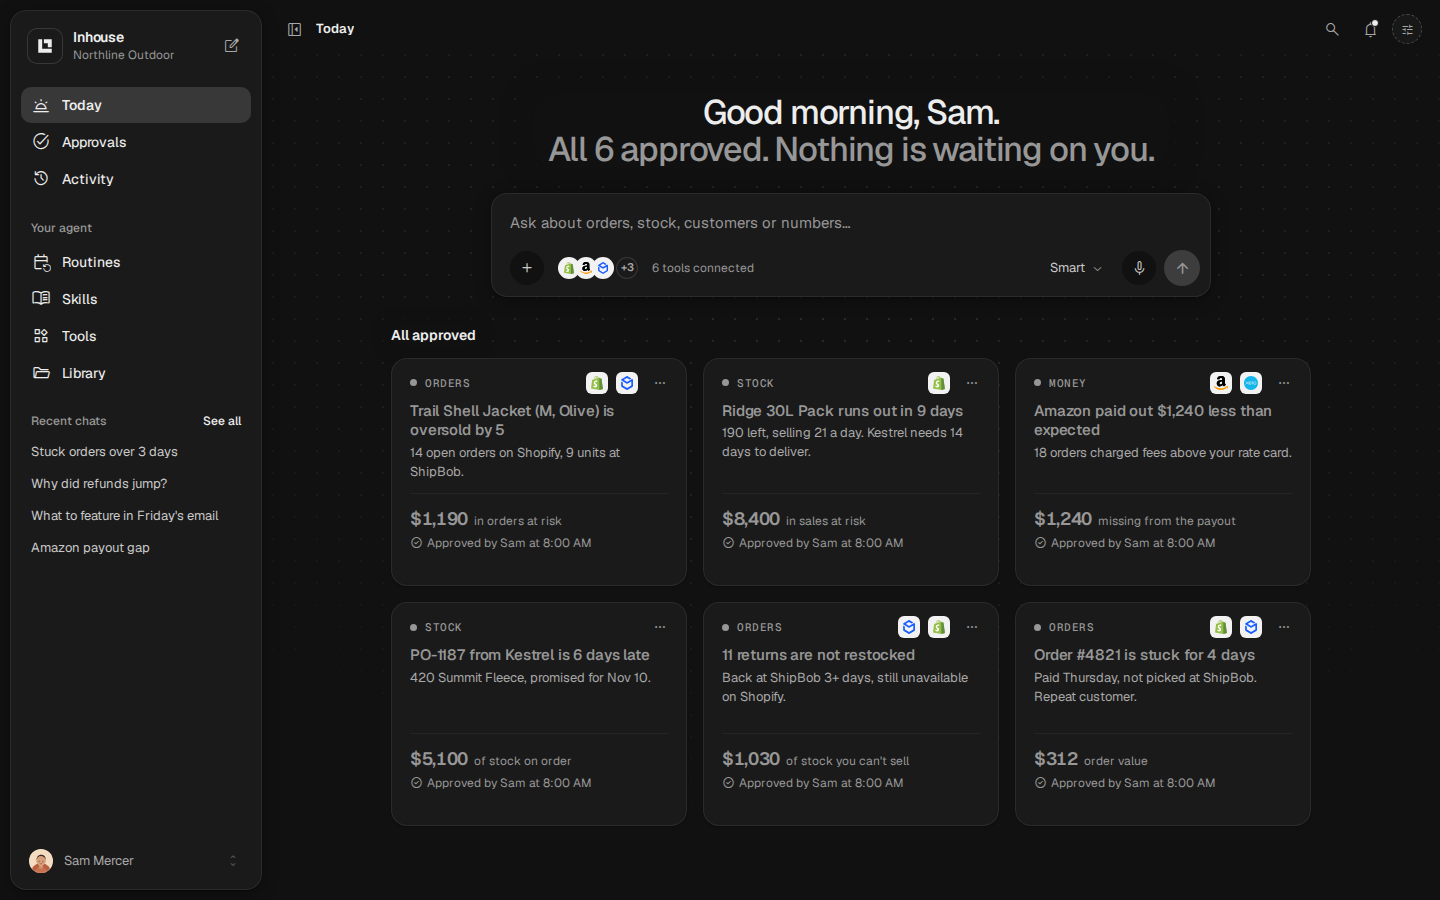 Inhouse
Northline Outdoor
Today
Approvals
Activity
Your agent
Routines
Skills
Tools
Library
Recent chats
See all
Stuck orders over 3 days
Why did refunds jump?
What to feature in Friday's email
Amazon payout gap
Sam Mercer
Today
Good morning, Sam.
All 6 approved. Nothing is waiting on you.
Ask about orders, stock, customers or numbers...
+3
6 tools connected
Smart
All approved
ORDERS
Trail Shell Jacket (M, Olive) is
oversold by 5
14 open orders on Shopify, 9 units at
ShipBob.
$1,190 in orders at risk
Approved by Sam at 8:00 AM
STOCK
Ridge 30L Pack runs out in 9 days
190 left, selling 21 a day. Kestrel needs 14
days to deliver.
$8,400 in sales at risk
Approved by Sam at 8:00 AM
MONEY
Amazon paid out $1,240 less than
expected
18 orders charged fees above your rate card.
$1,240 missing from the payout
Approved by Sam at 8:00 AM
STOCK
PO-1187 from Kestrel is 6 days late
420 Summit Fleece, promised for Nov 10.
$5,100 of stock on order
Approved by Sam at 8:00 AM
ORDERS
11 returns are not restocked
Back at ShipBob 3+ days, still unavailable
on Shopify.
$1,030 of stock you can't sell
Approved by Sam at 8:00 AM
ORDERS
Order #4821 is stuck for 4 days
Paid Thursday, not picked at ShipBob.
Repeat customer.
$312 order value
Approved by Sam at 8:00 AM